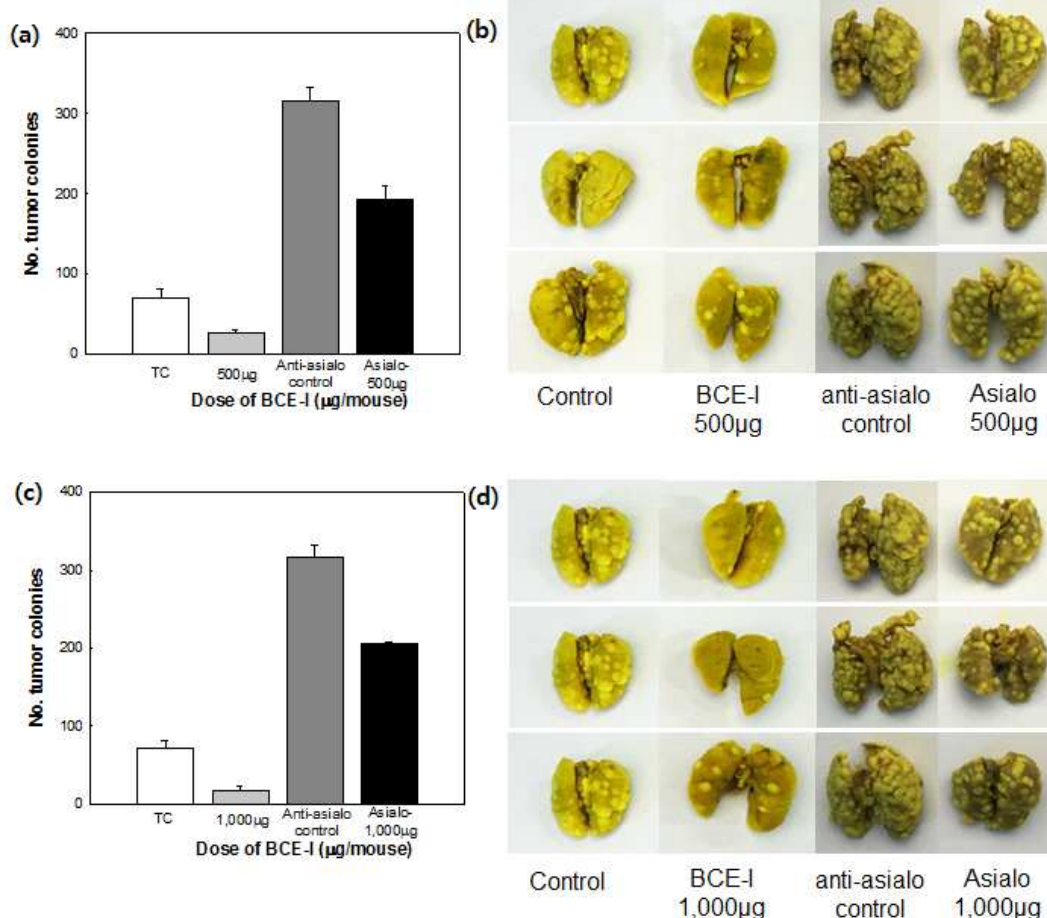 (a)
400
300
200
100
0
No. tumor colonies
TC
500μg
Anti-asialo
control
Asialo-
500μg
Dose of BCE-I (μg/mouse)
(b)
Control
BCE-I
500μg
anti-asialo
control
Asialo
500μg
(c)
400
300
200
100
0
No. tumor colonies
TC
1,000μg
Anti-asialo
control
Asialo-
1,000μg
Dose of BCE-I (μg/mouse)
(d)
Control
BCE-I
1,000μg
anti-asialo
control
Asialo
1,000μg